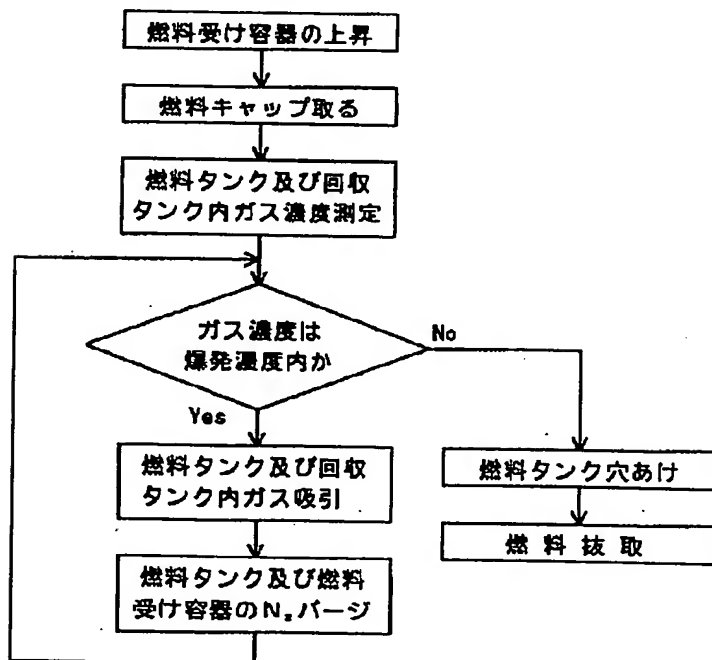 燃料受け容器の上昇
燃料キャップ取る
燃料タンク及び回収
タンク内ガス濃度測定
ガス濃度は
爆発濃度内か
No
Yes
燃料タンク及び回収
タンク内ガス吸引
燃料タンク穴あけ
燃料抜取
燃料タンク及び燃料
受け容器のN₂パージ